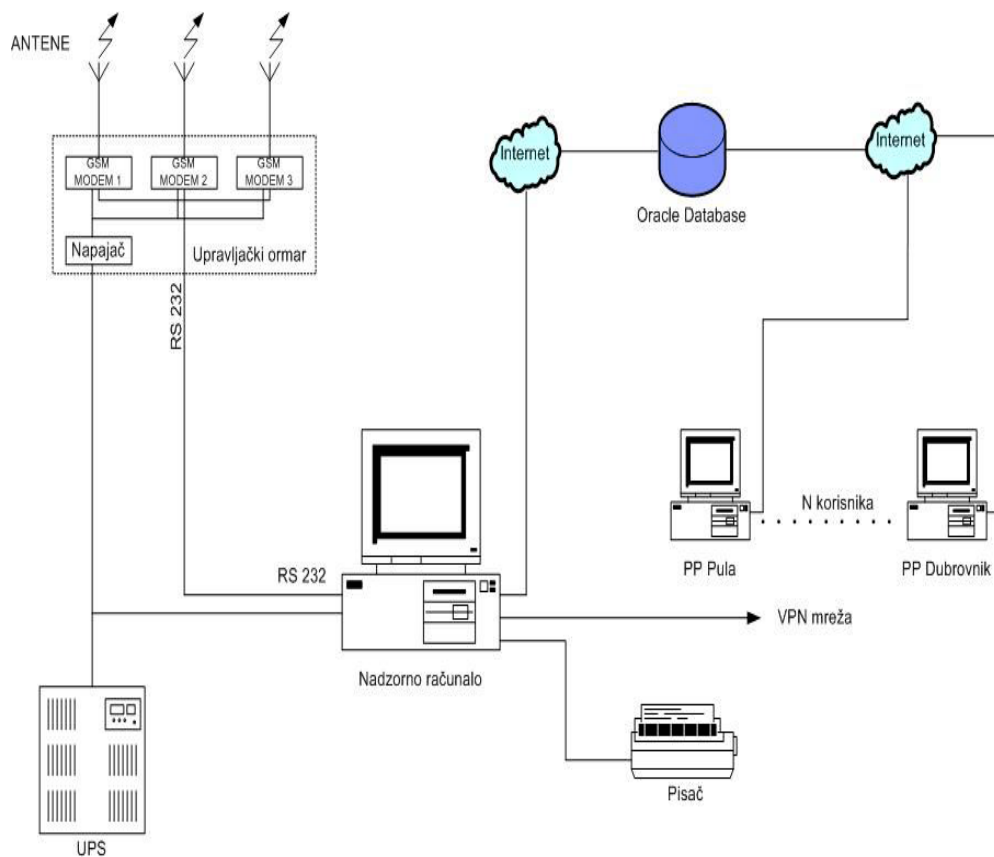 ANTENE
GSM
MODEM 1
GSM
MODEM 2
GSM
MODEM 3
Napajač
Upravljački ormar
RS 232
Internet
Oracle Database
Internet
RS 232
Nadzorno računalo
N korisnika
PP Pula
PP Dubrovnik
VPN mreža
Pisač
UPS